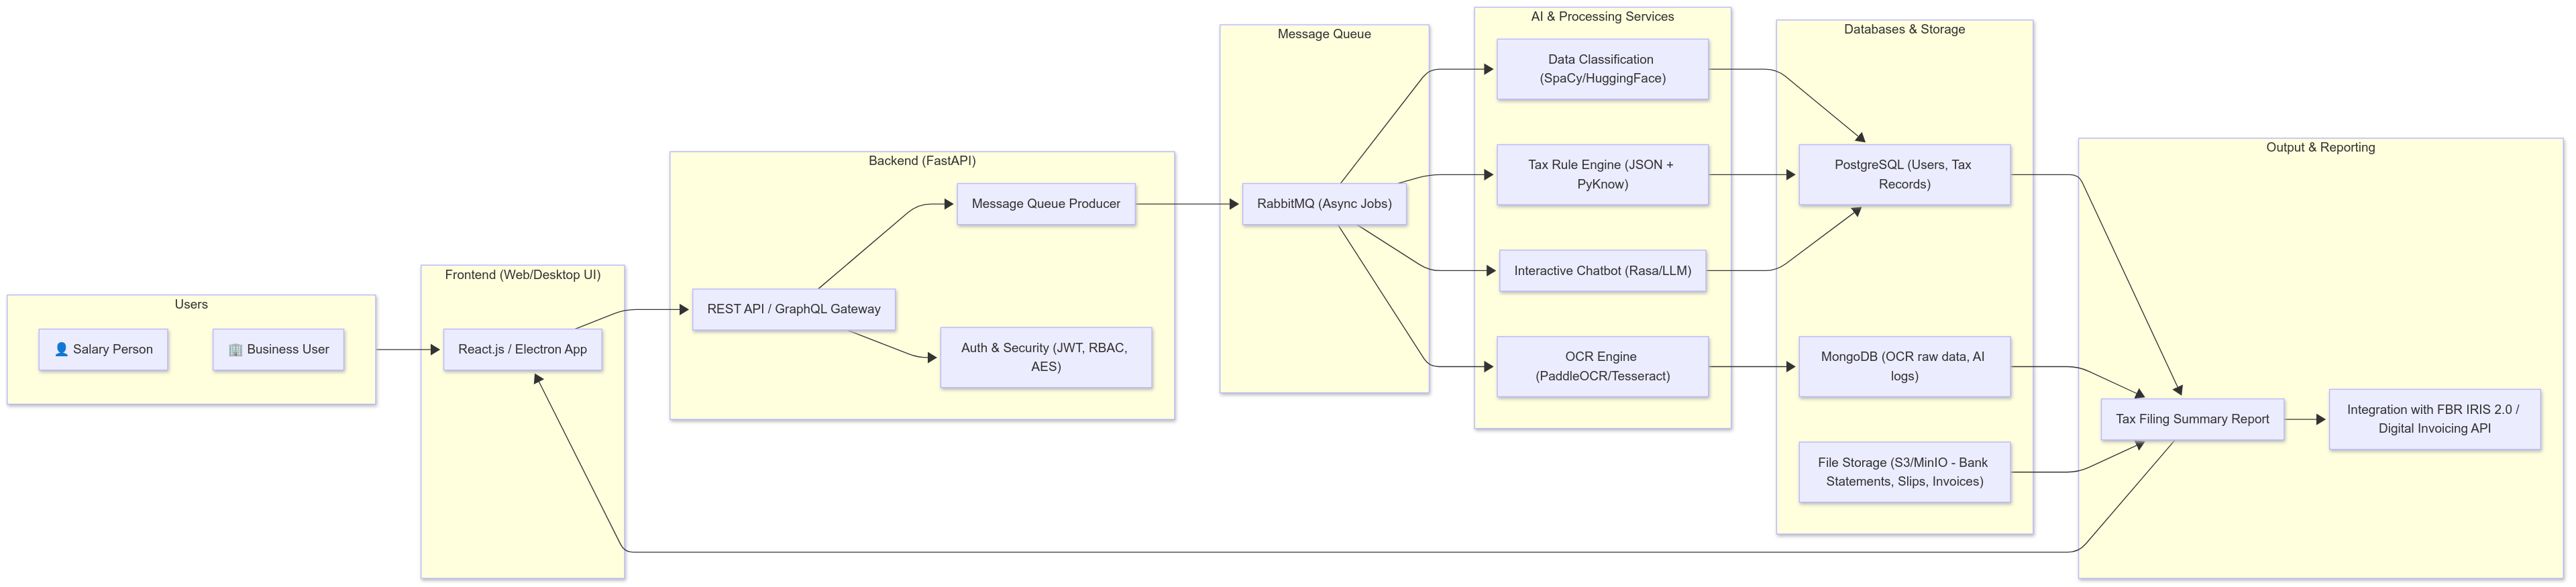 Users
👤 Salary Person
🏢 Business User
Frontend (Web/Desktop UI)
React.js / Electron App
Backend (FastAPI)
Message Queue Producer
REST API / GraphQL Gateway
Auth & Security (JWT, RBAC,
AES)
Message Queue
RabbitMQ (Async Jobs)
AI & Processing Services
Data Classification
(SpaCy/HuggingFace)
Tax Rule Engine (JSON +
PyKnow)
Interactive Chatbot (Rasa/LLM)
OCR Engine
(PaddleOCR/Tesseract)
Databases & Storage
PostgreSQL (Users, Tax
Records)
MongoDB (OCR raw data, AI
logs)
File Storage (S3/MinIO - Bank
Statements, Slips, Invoices)
Output & Reporting
Tax Filing Summary Report
Integration with FBR IRIS 2.0 /
Digital Invoicing API